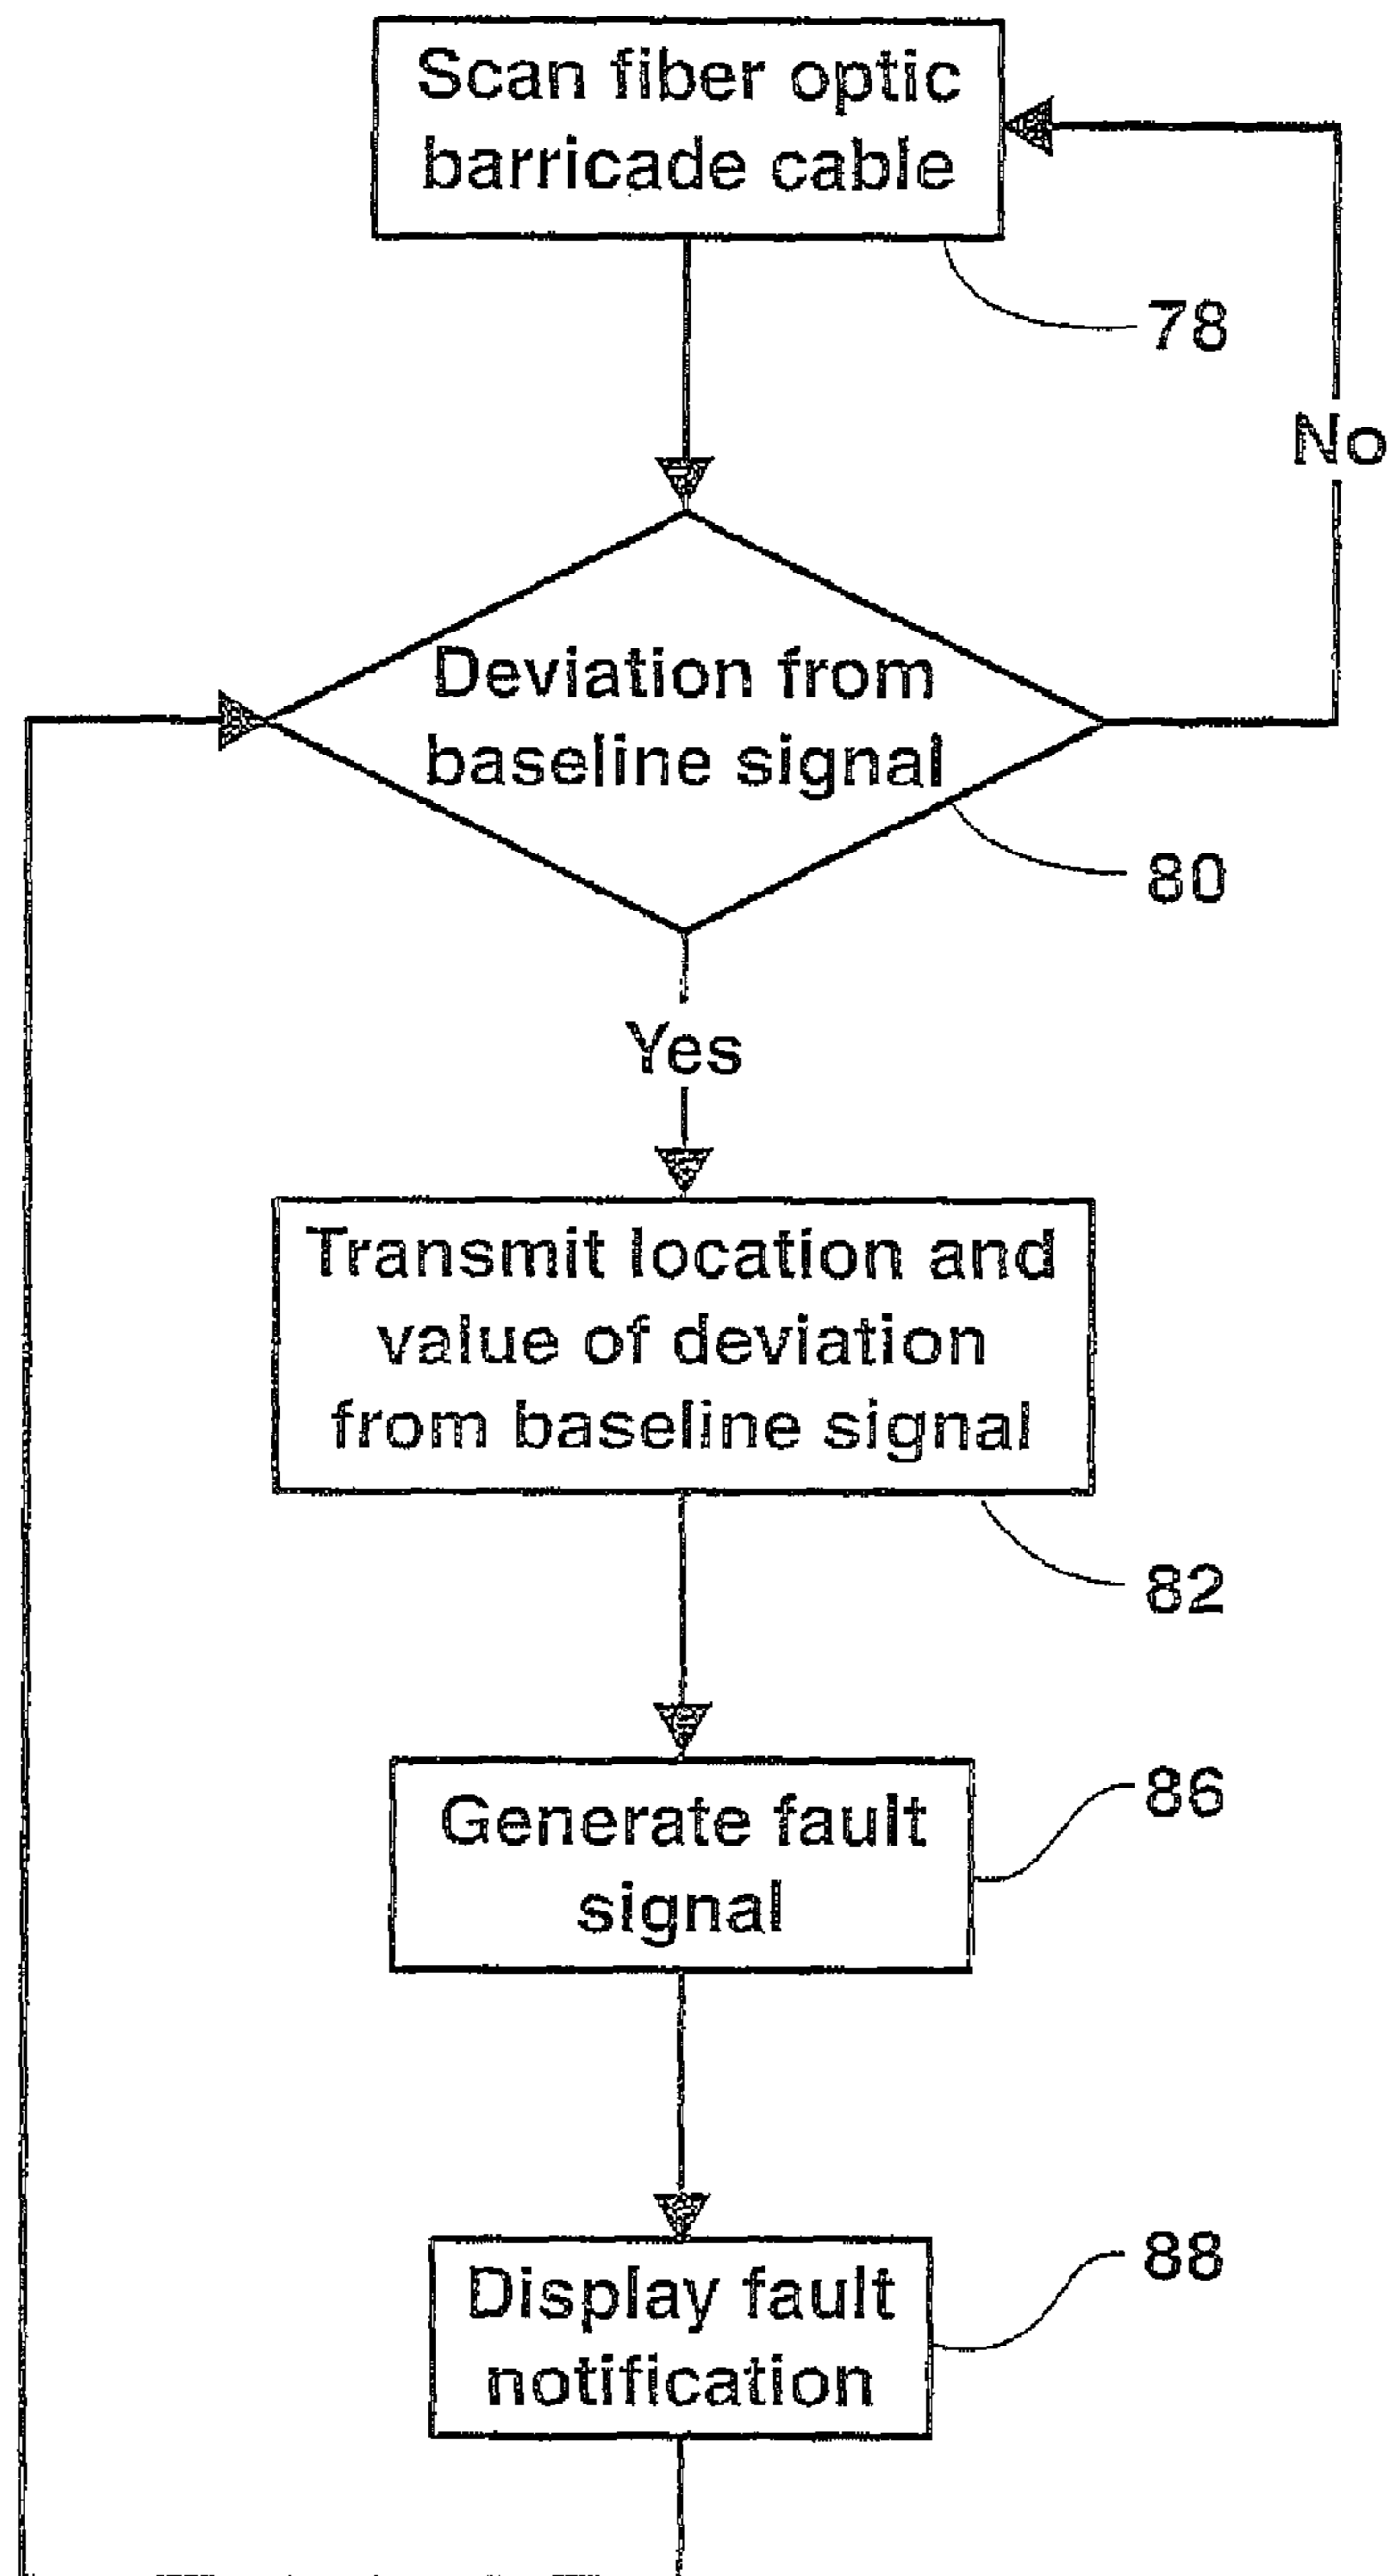 Scan fiber optic
barricade cable
78
No
Deviation from
baseline signal
80
Yes
Transmit location and
value of deviation
from baseline signal
82
Generate fault
signal
86
Display fault
notification
88